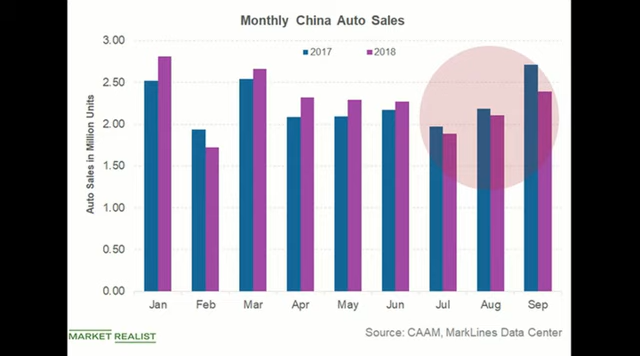 Monthly China Auto Sales
2017 2018
Auto Sales in Million Units
3.00
2.50
2.00
1.50
1.00
0.50
0.00
Jan Feb Mar Apr May Jun Jul Aug Sep
MARKET REALIST
Source: CAAM, MarkLines Data Center